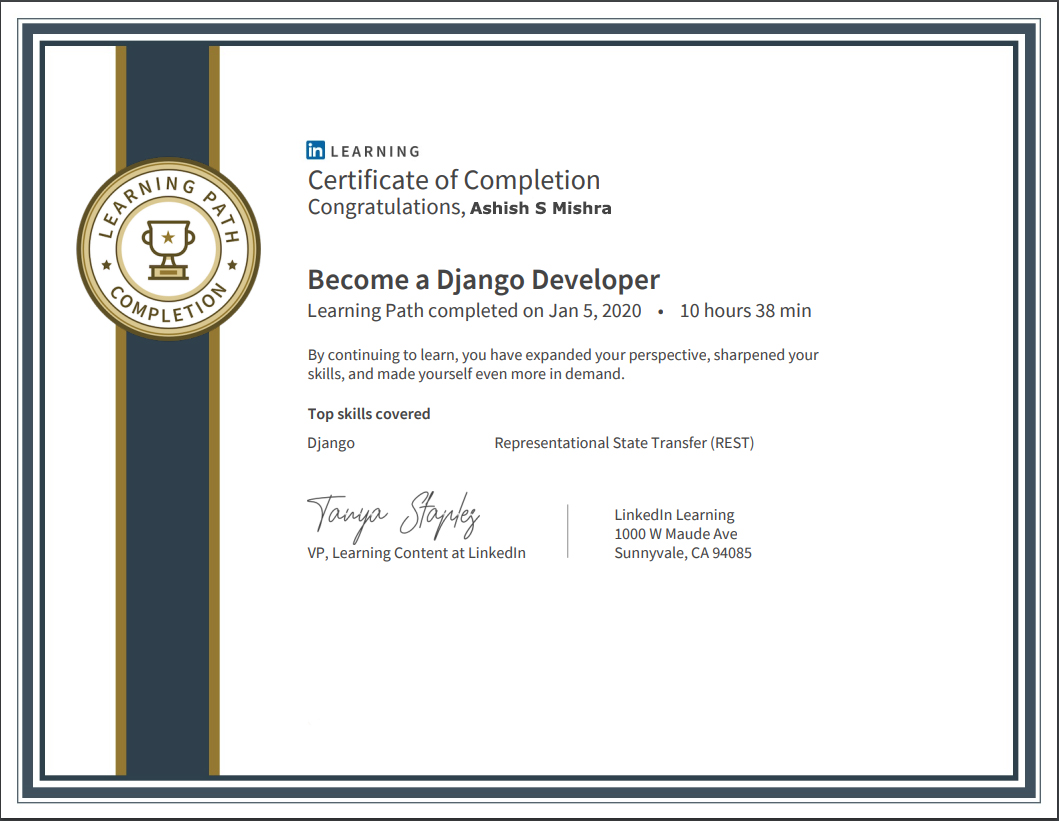 in LEARNING
Certificate of Completion
Congratulations, Ashish S Mishra
LEARNING PATH
COMPLETION
Become a Django Developer
Learning Path completed on Jan 5, 2020 • 10 hours 38 min
By continuing to learn, you have expanded your perspective, sharpened your
skills, and made yourself even more in demand.
Top skills covered
Django Representational State Transfer (REST)
Tanya Staples
VP, Learning Content at LinkedIn
LinkedIn Learning
1000 W Maude Ave
Sunnyvale, CA 94085